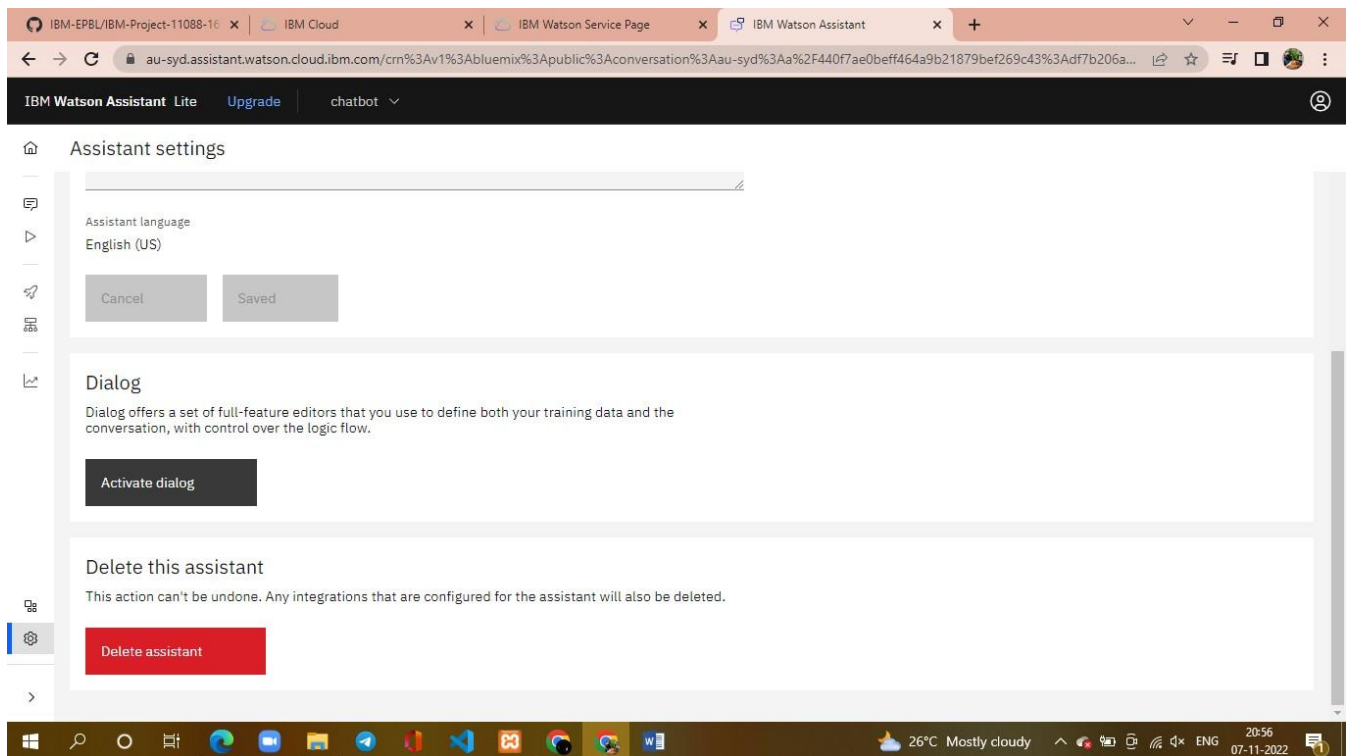 IBM-EPBL/IBM-Project-11088-16
IBM Cloud
IBM Watson Service Page
IBM Watson Assistant
au-syd.assistant.watson.cloud.ibm.com/crn%3Av1%3Abluemix%3Apublic%3Aconversation%3Aau-syd%3Aa%2F440f7ae0beff464a9b21879bef269c43%3Adf7b206a...
IBM Watson Assistant Lite Upgrade chatbot
Assistant settings
Assistant language
English (US)
Cancel Saved
Dialog
Dialog offers a set of full-feature editors that you use to define both your training data and the
conversation, with control over the logic flow.
Activate dialog
Delete this assistant
This action can't be undone. Any integrations that are configured for the assistant will also be deleted.
Delete assistant
26°C Mostly cloudy ENG 20:56
07-11-2022